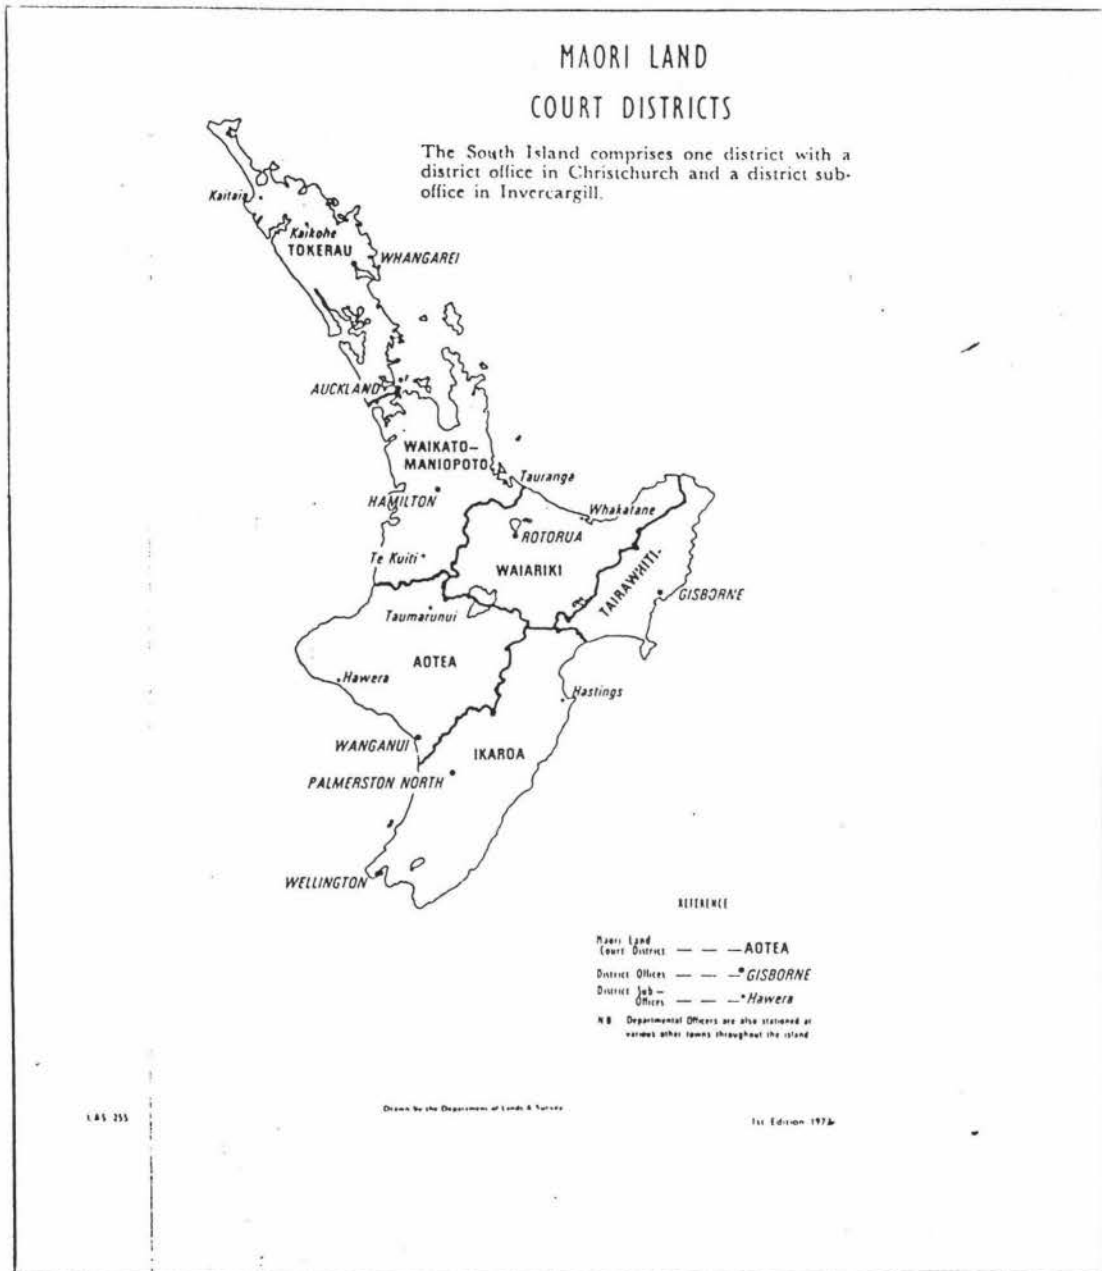 MAORI LAND
COURT DISTRICTS
The South Island comprises one district with a
district office in Christchurch and a district sub-
office in Invercargill.
Kaitaia
Kaikohe
TOKERAU
WHANGAREI
AUCKLAND
WAIKATO-
MANIOPOTO
Tauranga
HAMILTON
Whakatane
ROTORUA
Te Kuiti
WAIARIKI
TAIRAWHITI-
GISBORNE
Taumarunui
AOTEA
Hawera
Hastings
WANGANUI
IKAROA
PALMERSTON NORTH
WELLINGTON
REFERENCE
Maori Land
Court District — — — AOTEA
District Offices — — — GISBORNE
District Sub-
Offices — — — Hawera
NB Departmental Officers are also stationed at
various other towns throughout the island
Drawn by the Department of Lands & Survey
1st Edition